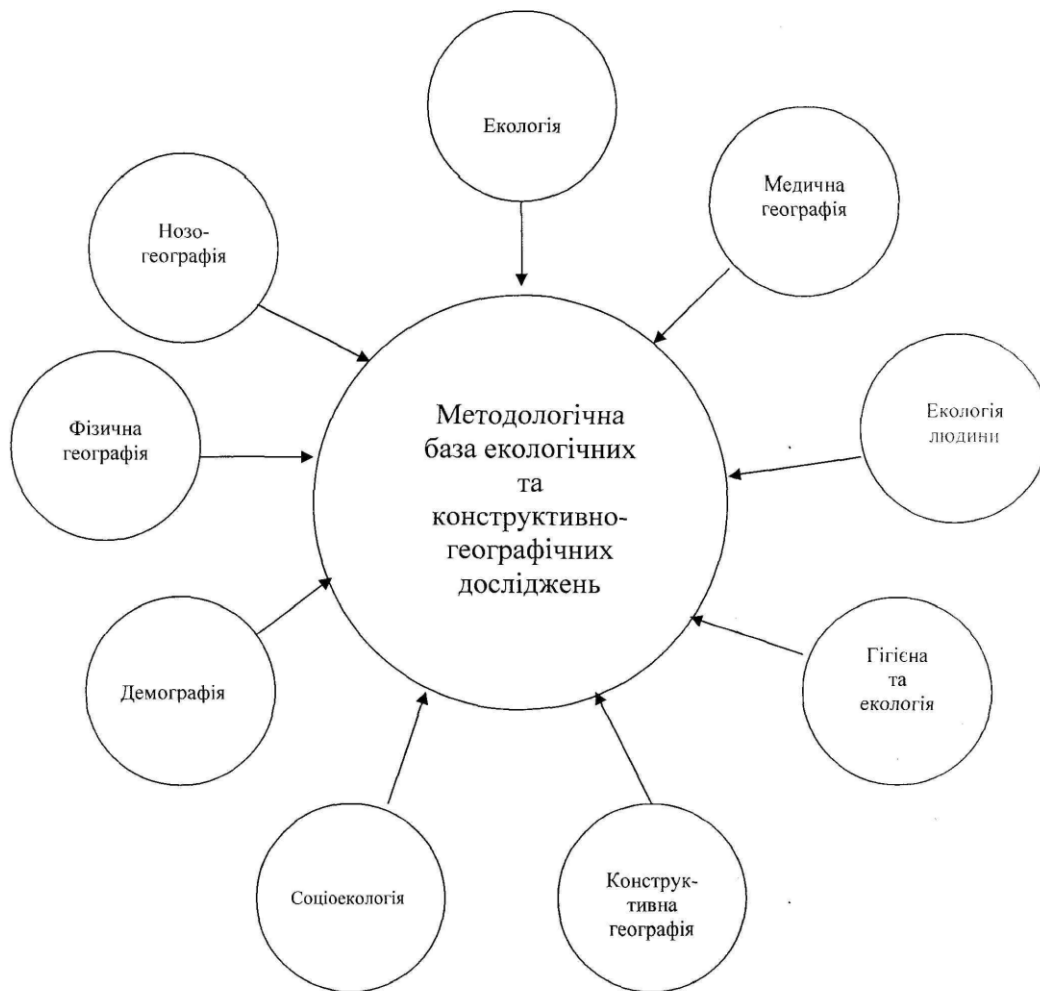 Екологія
Медична
географія
Нозо-
географія
Екологія
людини
Фізична
географія
Методологічна
база екологічних
та
конструктивно-
географічних
досліджень
Гігієна
та
екологія
Демографія
Соціоекологія
Конструк-
тивна
географія